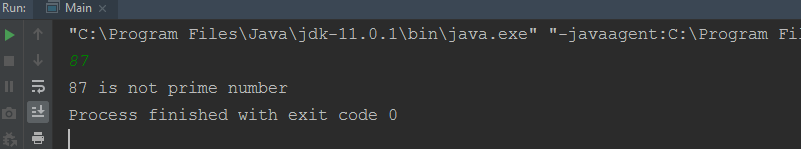 Run: Main ×
"C:\Program Files\Java\jdk-11.0.1\bin\java.exe" "-javaagent:C:\Program Fil
87
87 is not prime number
Process finished with exit code 0